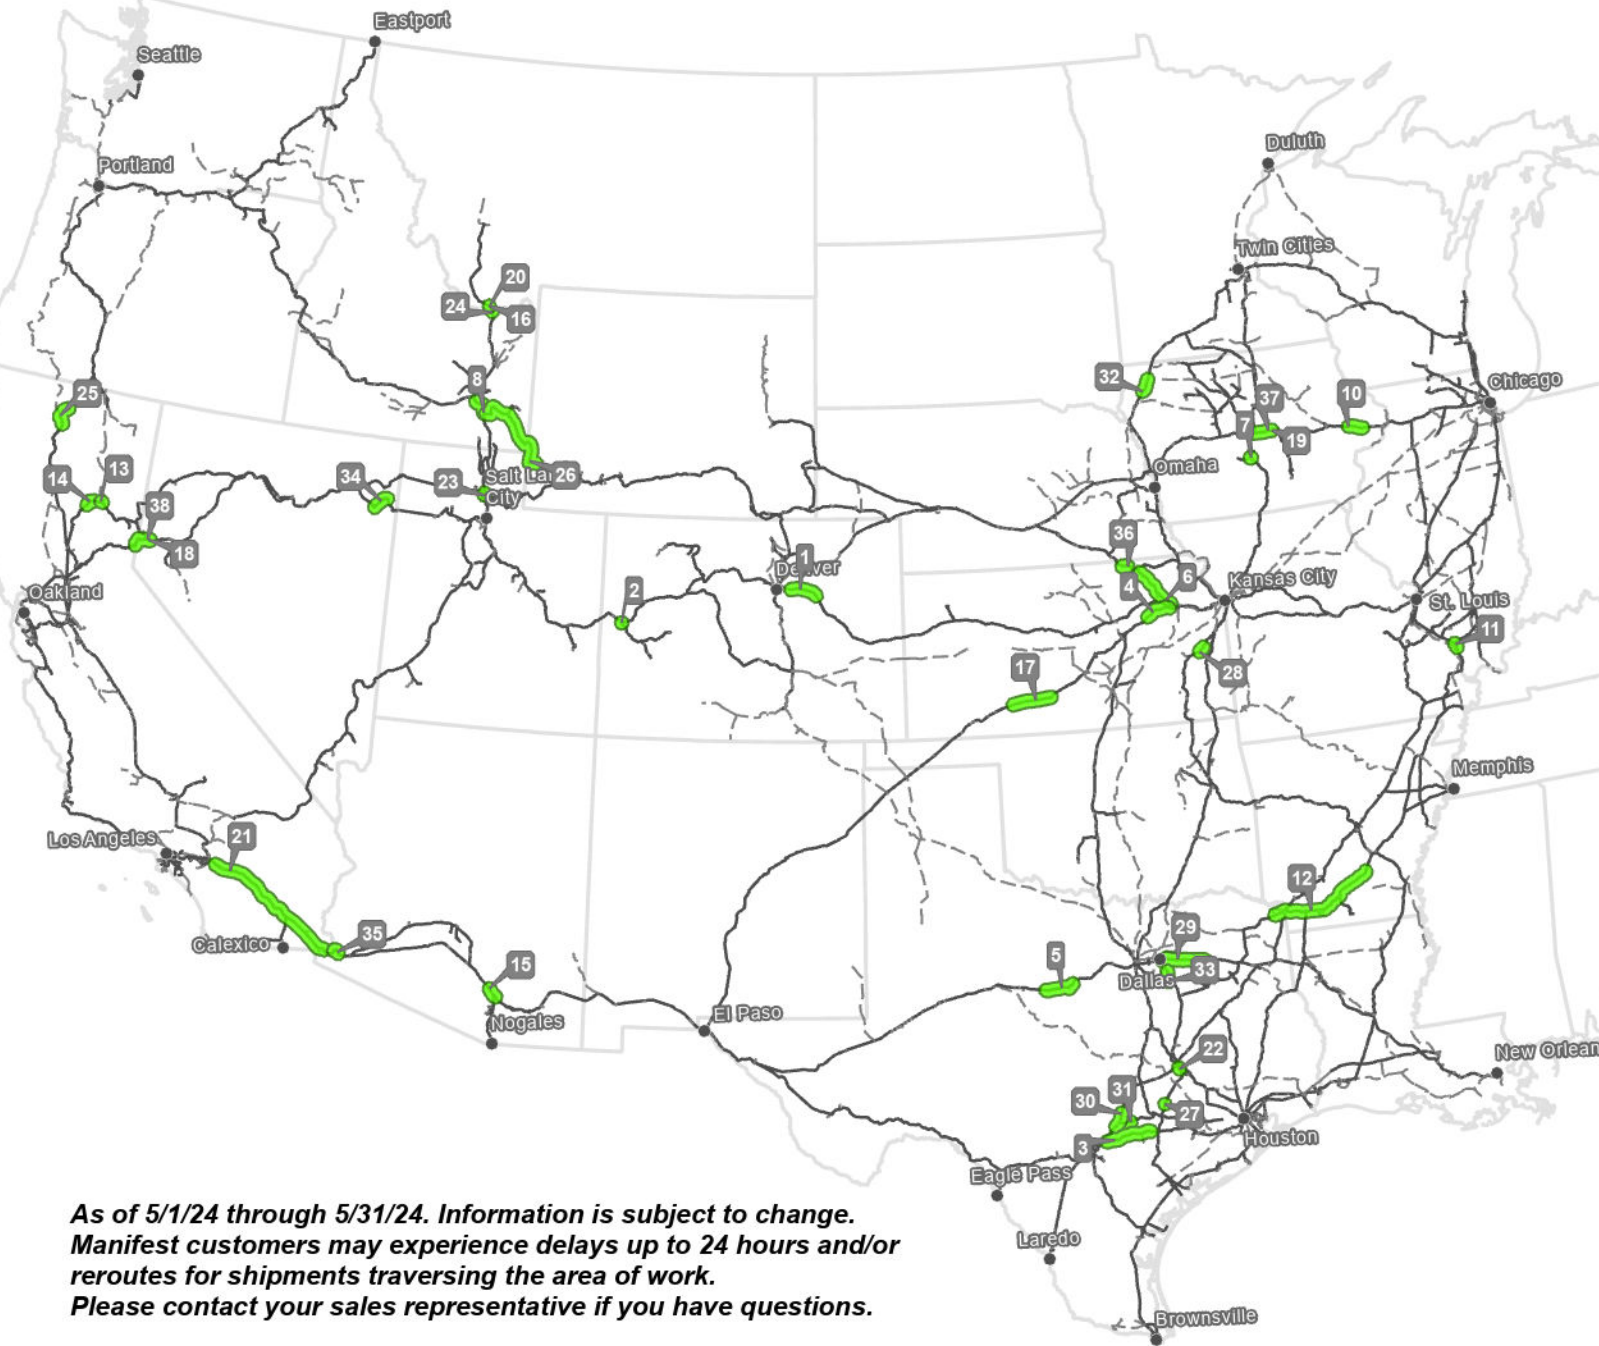 Eastport
Seattle
Duluth
Portland
Twin Cities
20
24
16
8
32
Chicago
25
37
10
7
19
Omaha
14
13
34
23
Salt La
26
City
38
18
36
1
Denver
6
4
Kansas City
Oakland
2
St. Louis
11
17
28
Memphis
21
Los Angeles
12
29
35
Calexico
5
33
15
Dallas
El Paso
Nogales
22
New Orlean
31
30
27
3
Houston
Eagle Pass
Laredo
Brownsville
As of 5/1/24 through 5/31/24. Information is subject to change.
Manifest customers may experience delays up to 24 hours and/or
reroutes for shipments traversing the area of work.
Please contact your sales representative if you have questions.